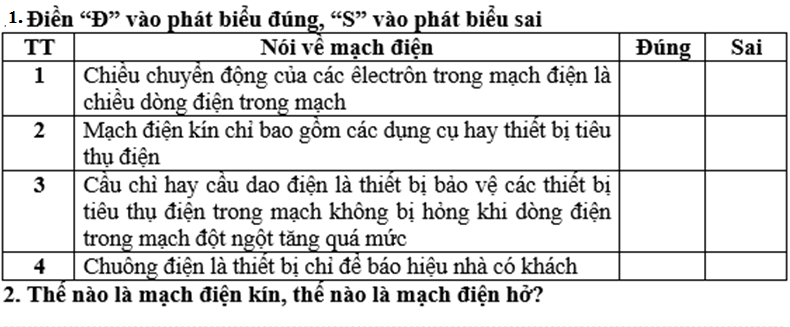 1. Điền “Đ” vào phát biểu đúng, “S” vào phát biểu sai
TT Nói về mạch điện Đúng Sai
1 Chiều chuyển động của các êlectrôn trong mạch điện là
chiều dòng điện trong mạch
2 Mạch điện kín chỉ bao gồm các dụng cụ hay thiết bị tiêu
thụ điện
3 Cầu chì hay cầu dao điện là thiết bị bảo vệ các thiết bị
tiêu thụ điện trong mạch không bị hỏng khi dòng điện
trong mạch đột ngột tăng quá mức
4 Chuông điện là thiết bị chỉ để báo hiệu nhà có khách
2. Thế nào là mạch điện kín, thế nào là mạch điện hở?